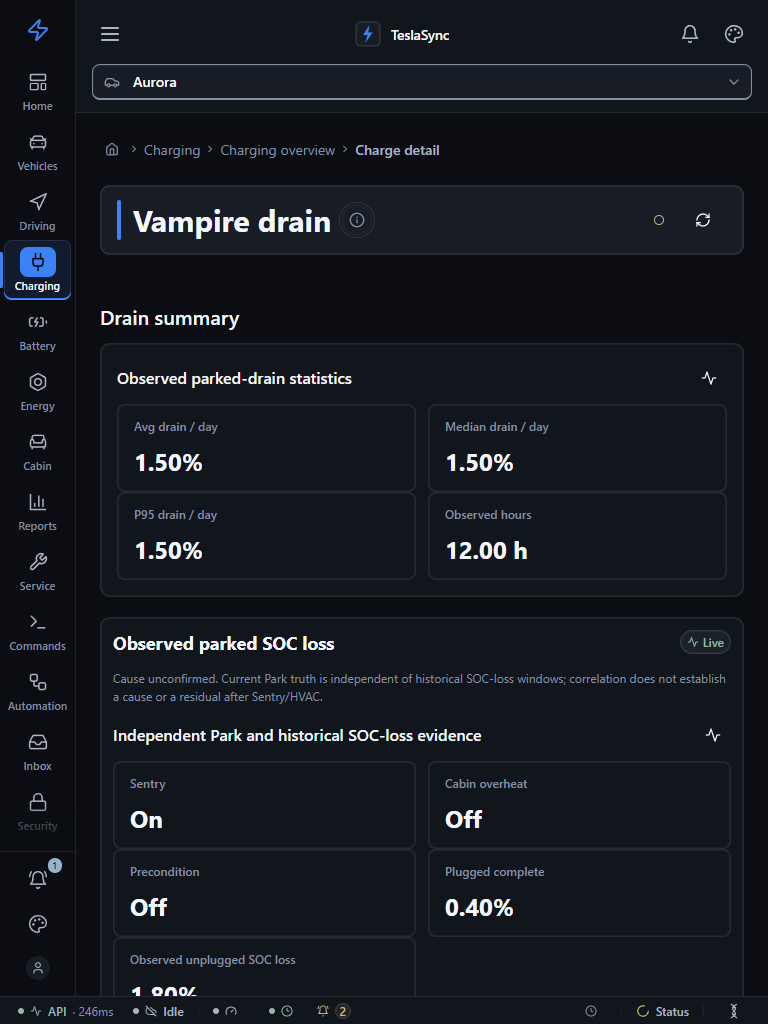 TeslaSync
Aurora
Home
Vehicles
Driving
Charging
Battery
Energy
Cabin
Reports
Service
Commands
Automation
Inbox
Security
1
Charging
Charging overview
Charge detail
Vampire drain
Drain summary
Observed parked-drain statistics
Avg drain / day
1.50%
Median drain / day
1.50%
P95 drain / day
1.50%
Observed hours
12.00 h
Observed parked SOC loss
Live
Cause unconfirmed. Current Park truth is independent of historical SOC-loss windows; correlation does not establish
a cause or a residual after Sentry/HVAC.
Independent Park and historical SOC-loss evidence
Sentry
On
Cabin overheat
Off
Precondition
Off
Plugged complete
0.40%
Observed unplugged SOC loss
1.80%
API · 246ms
Idle
2
Status